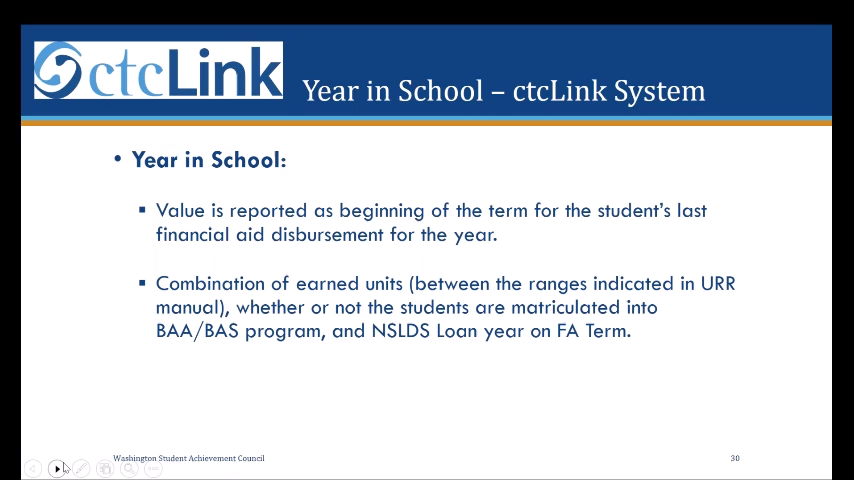 ctcLink
Year in School – ctcLink System
• Year in School:
▪ Value is reported as beginning of the term for the student's last
financial aid disbursement for the year.
▪ Combination of earned units (between the ranges indicated in URR
manual), whether or not the students are matriculated into
BAA/BAS program, and NSLDS Loan year on FA Term.
Washington Student Achievement Council
30